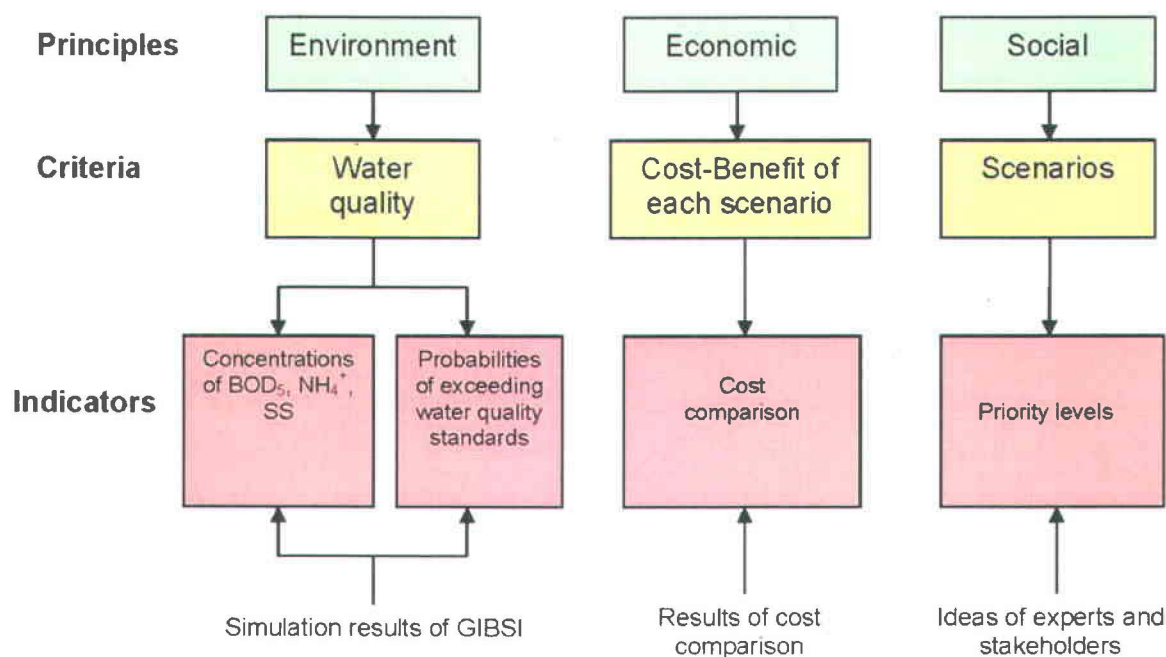 Principles
Environment
Economic
Social
Criteria
Water
quality
Cost-Benefit of
each scenario
Scenarios
Indicators
Concentrations
of BOD₅, NH₄⁺,
SS
Probabilities
of exceeding
water quality
standards
Cost
comparison
Priority levels
Simulation results of GIBSI
Results of cost
comparison
Ideas of experts and
stakeholders